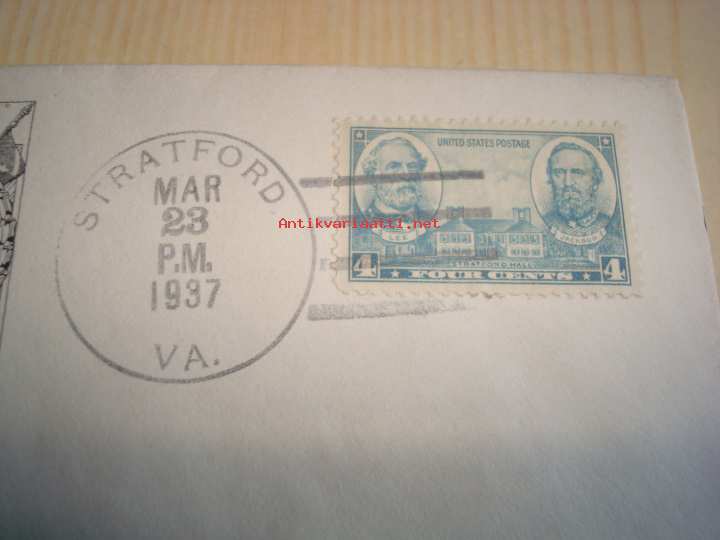 STRATFORD
MAR
23
P.M.
1937
VA.
UNITED STATES POSTAGE
LEE
JACKSON
STRATFORD HALL
4 FOUR CENTS 4
Antikvariaatti.net